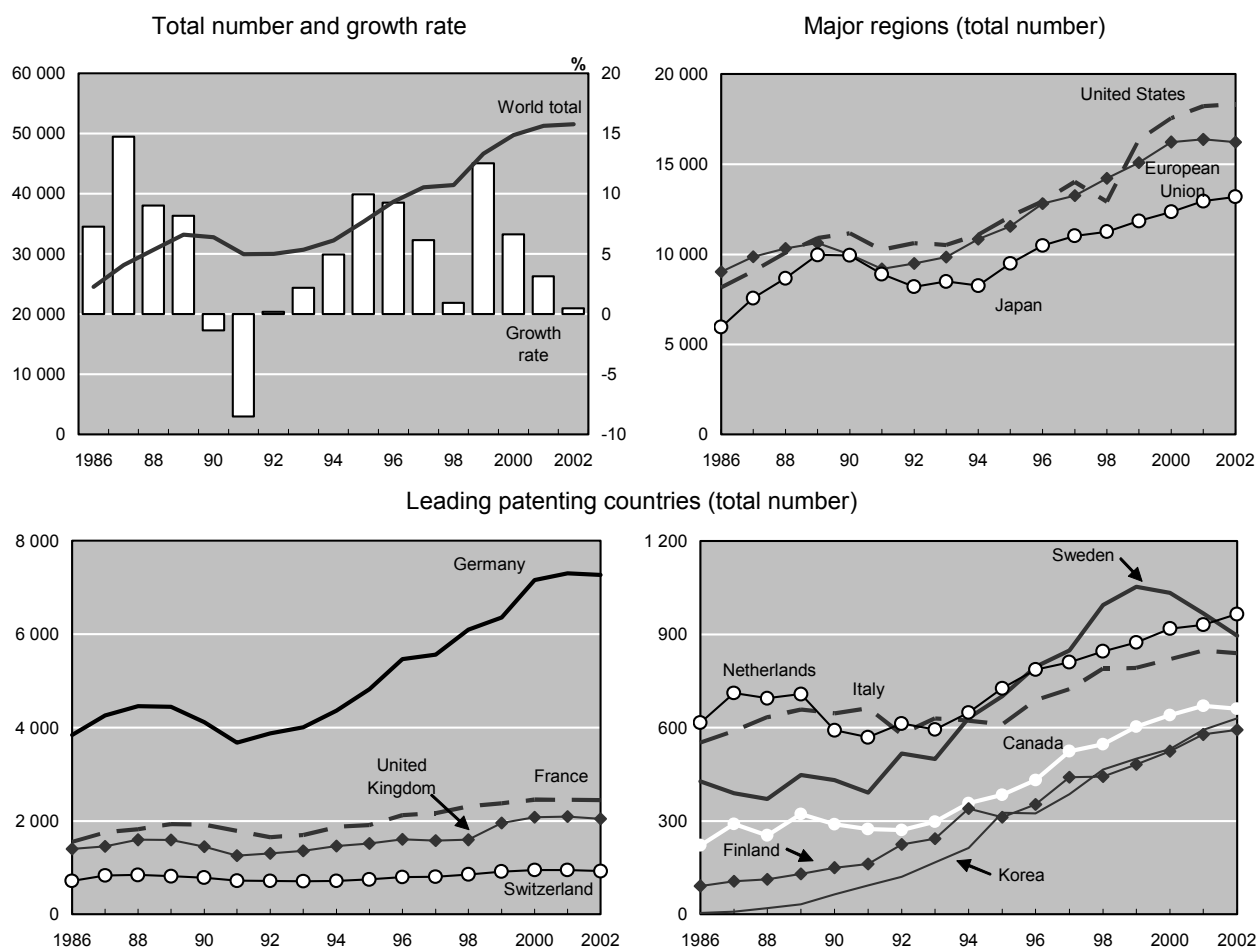 Total number and growth rate
%
60 000
50 000
40 000
30 000
20 000
10 000
0
20
15
10
5
0
-5
-10
World total
Growth
rate
1986 88 90 92 94 96 98 2000 2002
Major regions (total number)
20 000
15 000
10 000
5 000
0
United States
European
Union
Japan
1986 88 90 92 94 96 98 2000 2002
Leading patenting countries (total number)
8 000
6 000
4 000
2 000
0
Germany
United
Kingdom
France
Switzerland
1986 88 90 92 94 96 98 2000 2002
1 200
900
600
300
0
Sweden
Netherlands
Italy
Canada
Finland
Korea
1986 88 90 92 94 96 98 2000 2002